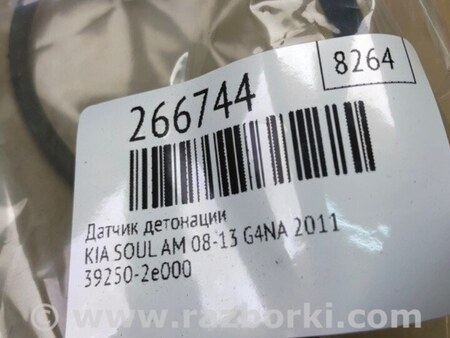 8264
266744
Датчик детонации
KIA SOUL AM 08-13 G4NA 2011
39250-2e000
www.razborki.com